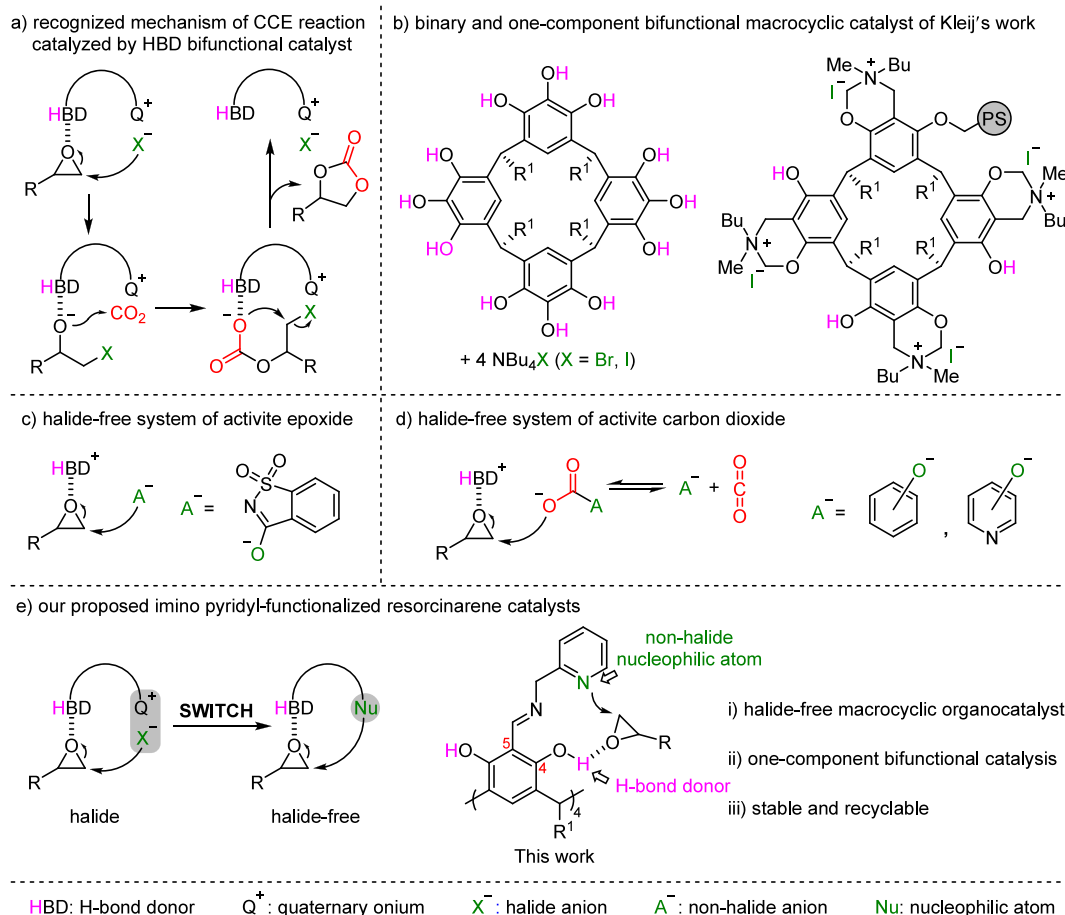 a) recognized mechanism of CCE reaction
catalyzed by HBD bifunctional catalyst
HBD
Q+
O
X−
R
HBD
Q+
X−
O
O
O
R
HBD
Q+
O−
CO2
X
R
HBD
Q+
−O
X
O
O
R
b) binary and one-component bifunctional macrocyclic catalyst of Kleij's work
OH
HO
OH
HO
OH
R1
R1
HO
OH
HO
OH
R1
R1
HO
OH
HO
OH
OH
+ 4 NBu4X (X = Br, I)
Me
+
N
Bu
I−
O
O
PS
R1
R1
HO
O
I−
Me
N
+
Bu
Bu
N
+
Me
I−
O
R1
R1
OH
HO
O
I−
N
+
Bu
Me
c) halide-free system of activite epoxide
HBD+
O
A−
R
A− =
O
O
S
N
−
O
d) halide-free system of activite carbon dioxide
HBD+
O
R
−
O
O
A
A− +
O
C
O
A− =
O−
,
O−
N
e) our proposed imino pyridyl-functionalized resorcinarene catalysts
HBD
Q+
X−
O
R
halide
SWITCH
HBD
Nu
O
R
halide-free
non-halide
nucleophilic atom
N
N
O
R
HO
5
4
O
H
H-bond donor
4
R1
This work
i) halide-free macrocyclic organocatalyst
ii) one-component bifunctional catalysis
iii) stable and recyclable
HBD: H-bond donor
Q+: quaternary onium
X−: halide anion
A−: non-halide anion
Nu: nucleophilic atom